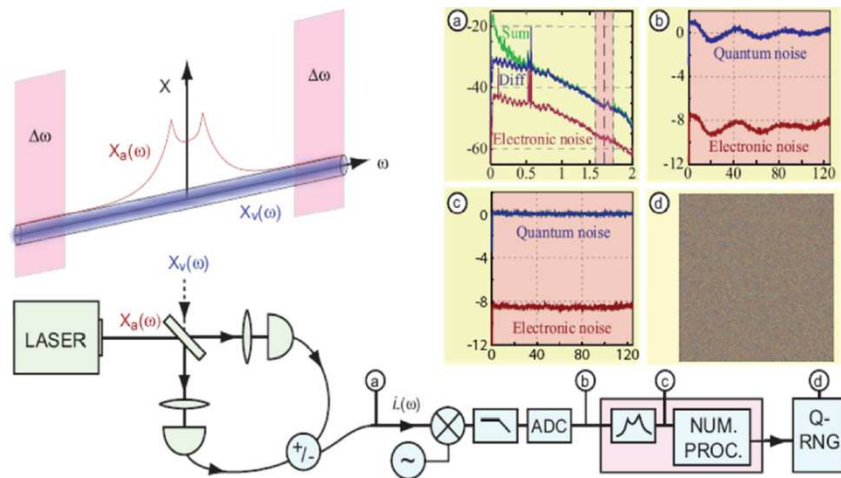 X
Δω
Δω
Xₐ(ω)
ω
Xᵥ(ω)
Xᵥ(ω)
LASER
Xₐ(ω)
+/-
a
i₋(ω)
~
ADC
b
c
NUM.
PROC.
d
Q-
RNG
a
-20
Sum
-40
Diff
Electronic noise
-60
0 0.5 1 1.5 2
b
0
Quantum noise
-4
-8
Electronic noise
-12
0 40 80 120
c
0
Quantum noise
-4
-8
Electronic noise
-12
0 40 80 120
d